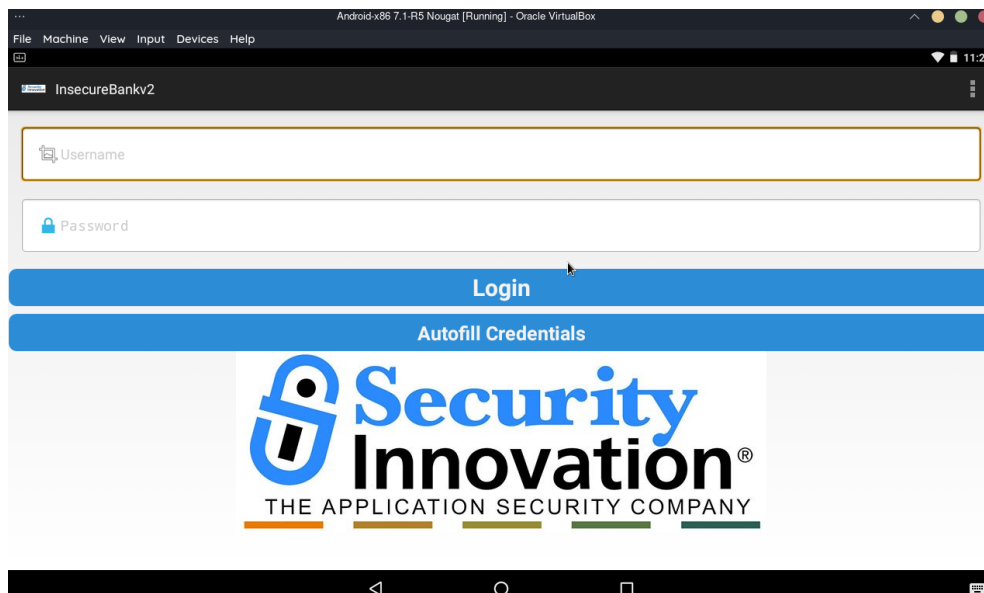 Android-x86 7.1-R5 Nougat [Running] - Oracle VirtualBox
File Machine View Input Devices Help
InsecureBankv2
Username
Password
Login
Autofill Credentials
Security
Innovation®
THE APPLICATION SECURITY COMPANY